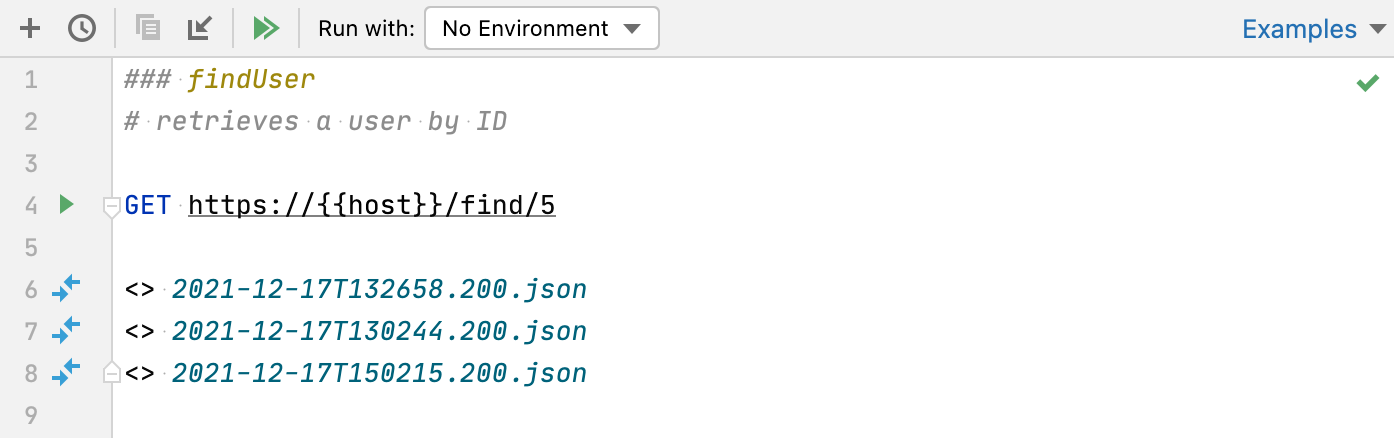 Run with: No Environment Examples
1 ### findUser
2 # retrieves a user by ID
3
4 GET https://{{host}}/find/5
5
6 <> 2021-12-17T132658.200.json
7 <> 2021-12-17T130244.200.json
8 <> 2021-12-17T150215.200.json
9